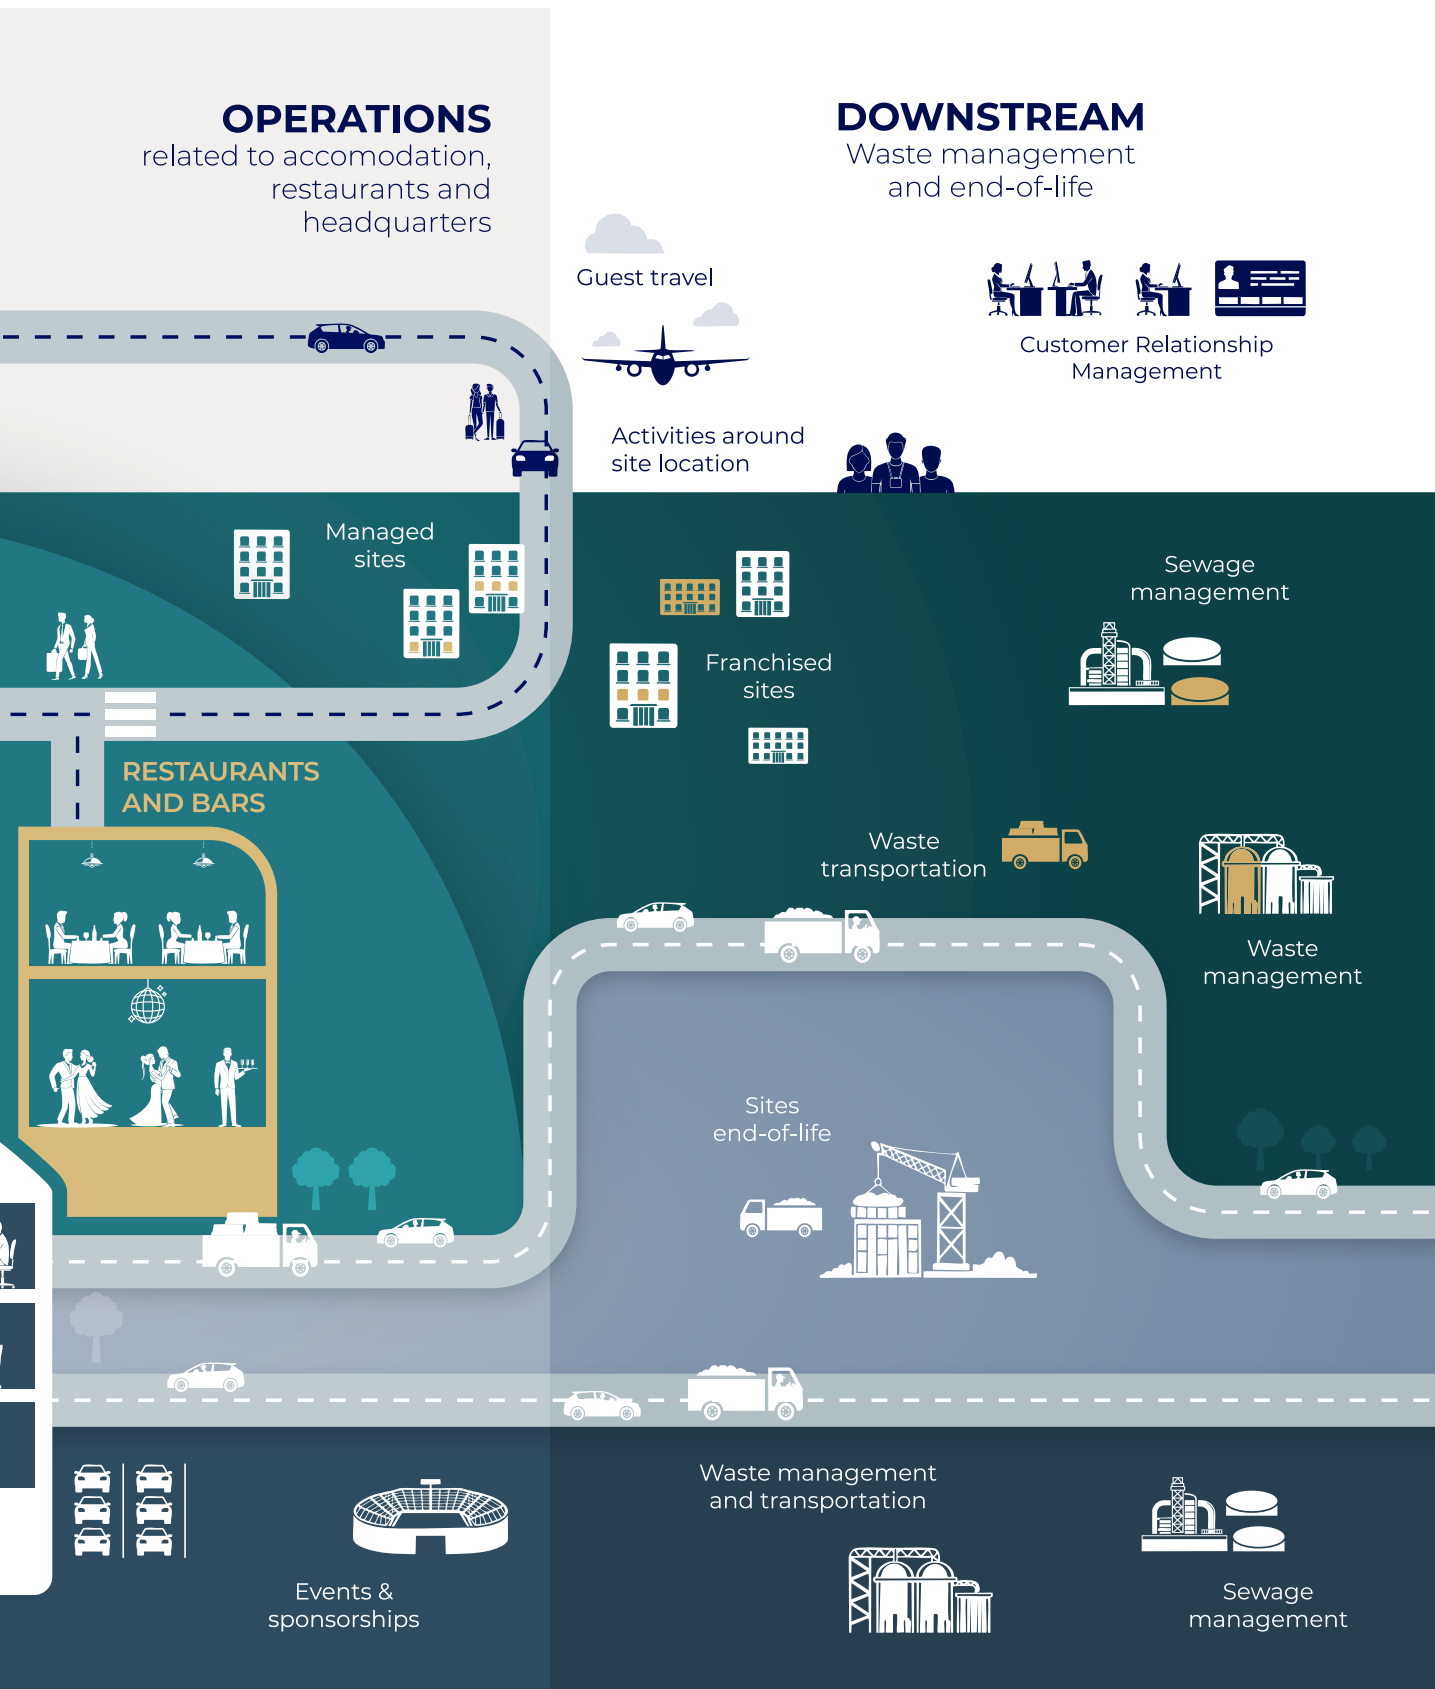 OPERATIONS
related to accomodation,
restaurants and
headquarters
DOWNSTREAM
Waste management
and end-of-life
Guest travel
Customer Relationship
Management
Activities around
site location
Managed
sites
Franchised
sites
Sewage
management
RESTAURANTS
AND BARS
Waste
transportation
Waste
management
Sites
end-of-life
Waste management
and transportation
Events &
sponsorships
Sewage
management